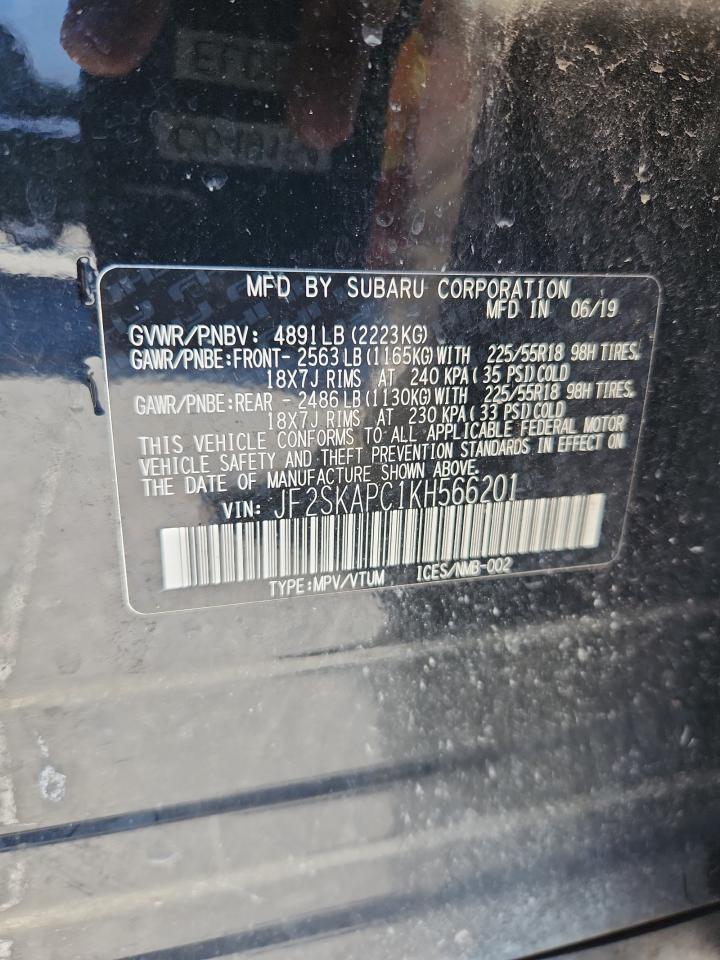 MFD BY SUBARU CORPORATION
MFD IN 06/19
GVWR/PNBV: 4891LB (2223KG)
GAWR/PNBE:FRONT- 2563 LB (1165KG) WITH 225/55R18 98H TIRES,
18X7J RIMS AT 240 KPA ( 35 PSI) COLD
GAWR/PNBE:REAR - 2486 LB (1130KG) WITH 225/55R18 98H TIRES,
18X7J RIMS AT 230 KPA ( 33 PSI) COLD
THIS VEHICLE CONFORMS TO ALL APPLICABLE FEDERAL MOTOR
VEHICLE SAFETY AND THEFT PREVENTION STANDARDS IN EFFECT ON
THE DATE OF MANUFACTURE SHOWN ABOVE.
VIN: JF2SKAPC1KH566201
TYPE:MPV/VTUM ICES/NMB-002